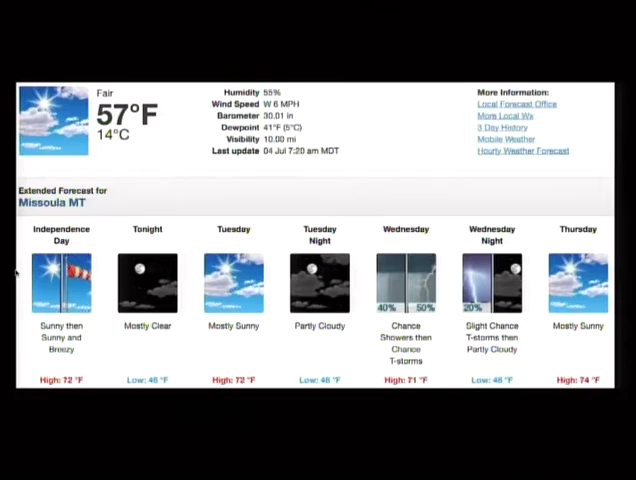 Fair
57°F
14°C
Humidity 55%
Wind Speed W 6 MPH
Barometer 30.01 in
Dewpoint 41°F (5°C)
Visibility 10.00 mi
Last update 04 Jul 7:20 am MDT
More Information:
Local Forecast Office
More Local Wx
3 Day History
Mobile Weather
Hourly Weather Forecast
Extended Forecast for
Missoula MT
Independence
Day
Sunny then
Sunny and
Breezy
High: 72 °F
Tonight
Mostly Clear
Low: 46 °F
Tuesday
Mostly Sunny
High: 72 °F
Tuesday
Night
Partly Cloudy
Low: 46 °F
Wednesday
40% 50%
Chance
Showers then
Chance
T-storms
High: 71 °F
Wednesday
Night
20%
Slight Chance
T-storms then
Partly Cloudy
Low: 48 °F
Thursday
Mostly Sunny
High: 74 °F